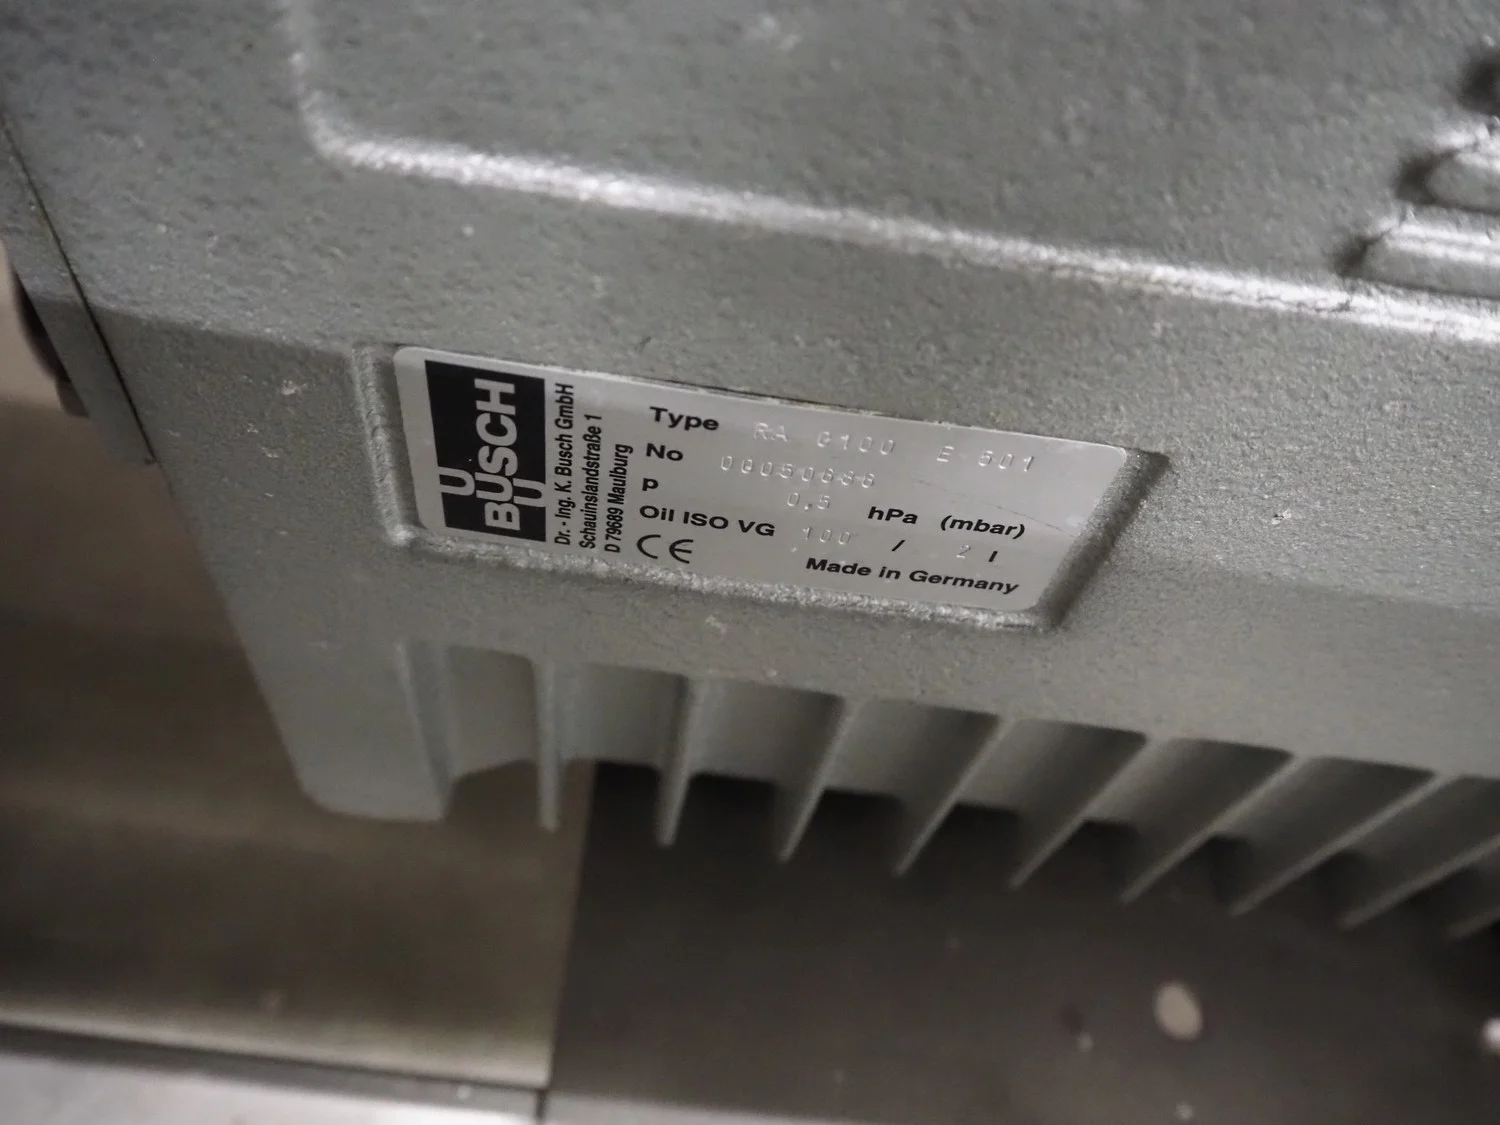 BUSCH
Dr. - Ing. K. Busch GmbH
Schauinslandstraße 1
D 79689 Maulburg
Type RA 0100 E 501
No
p 0,5 hPa (mbar)
Oil ISO VG 100 / 2 l
CE
Made in Germany